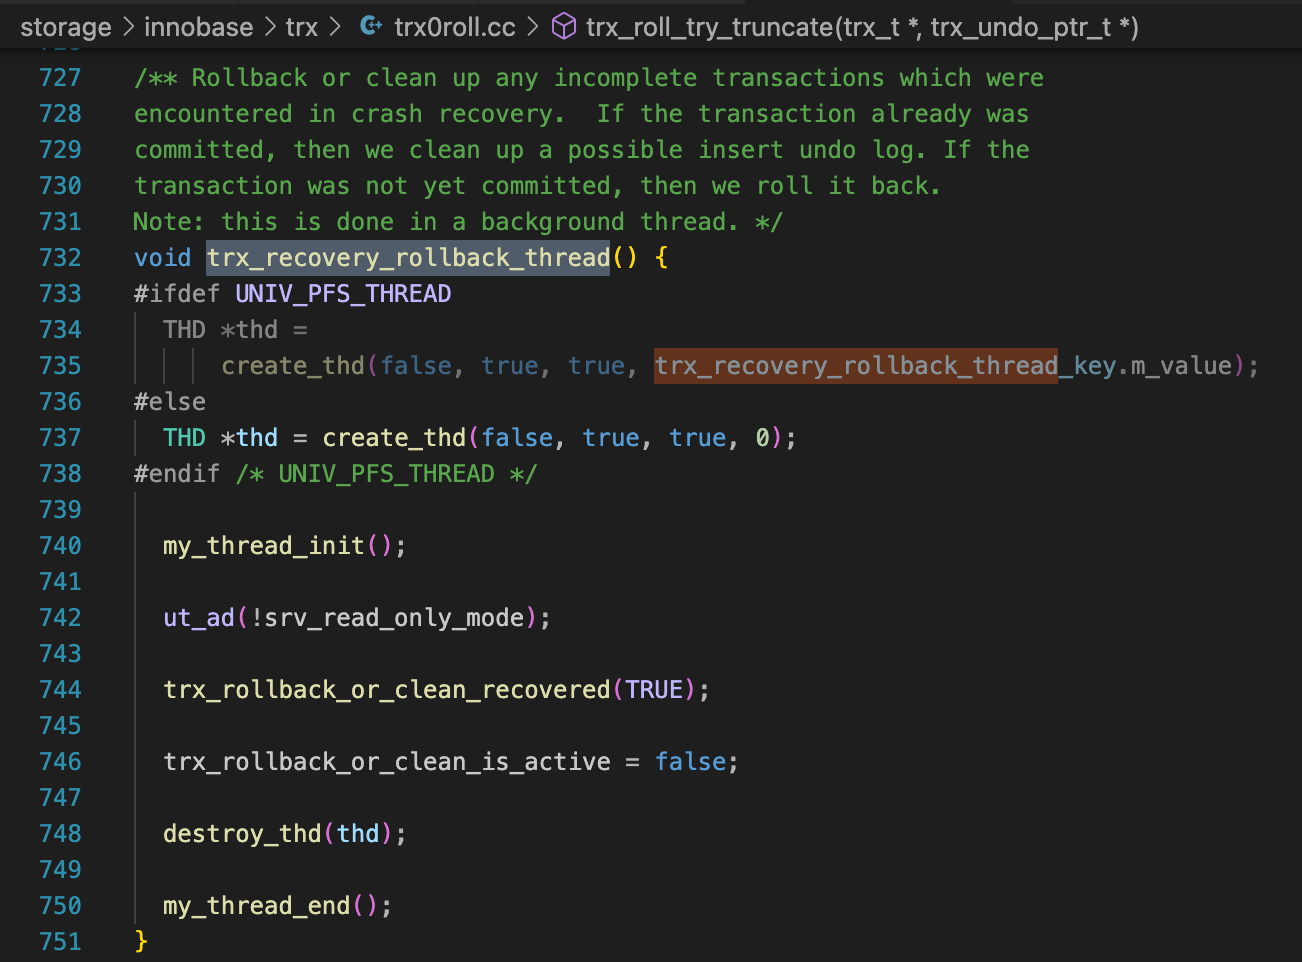 storage > innobase > trx > trx0roll.cc > trx_roll_try_truncate(trx_t *, trx_undo_ptr_t *)
727 /** Rollback or clean up any incomplete transactions which were
728 encountered in crash recovery.  If the transaction already was
729 committed, then we clean up a possible insert undo log. If the
730 transaction was not yet committed, then we roll it back.
731 Note: this is done in a background thread. */
732 void trx_recovery_rollback_thread() {
733 #ifdef UNIV_PFS_THREAD
734   THD *thd =
735       create_thd(false, true, true, trx_recovery_rollback_thread_key.m_value);
736 #else
737   THD *thd = create_thd(false, true, true, 0);
738 #endif /* UNIV_PFS_THREAD */
739
740   my_thread_init();
741
742   ut_ad(!srv_read_only_mode);
743
744   trx_rollback_or_clean_recovered(TRUE);
745
746   trx_rollback_or_clean_is_active = false;
747
748   destroy_thd(thd);
749
750   my_thread_end();
751 }